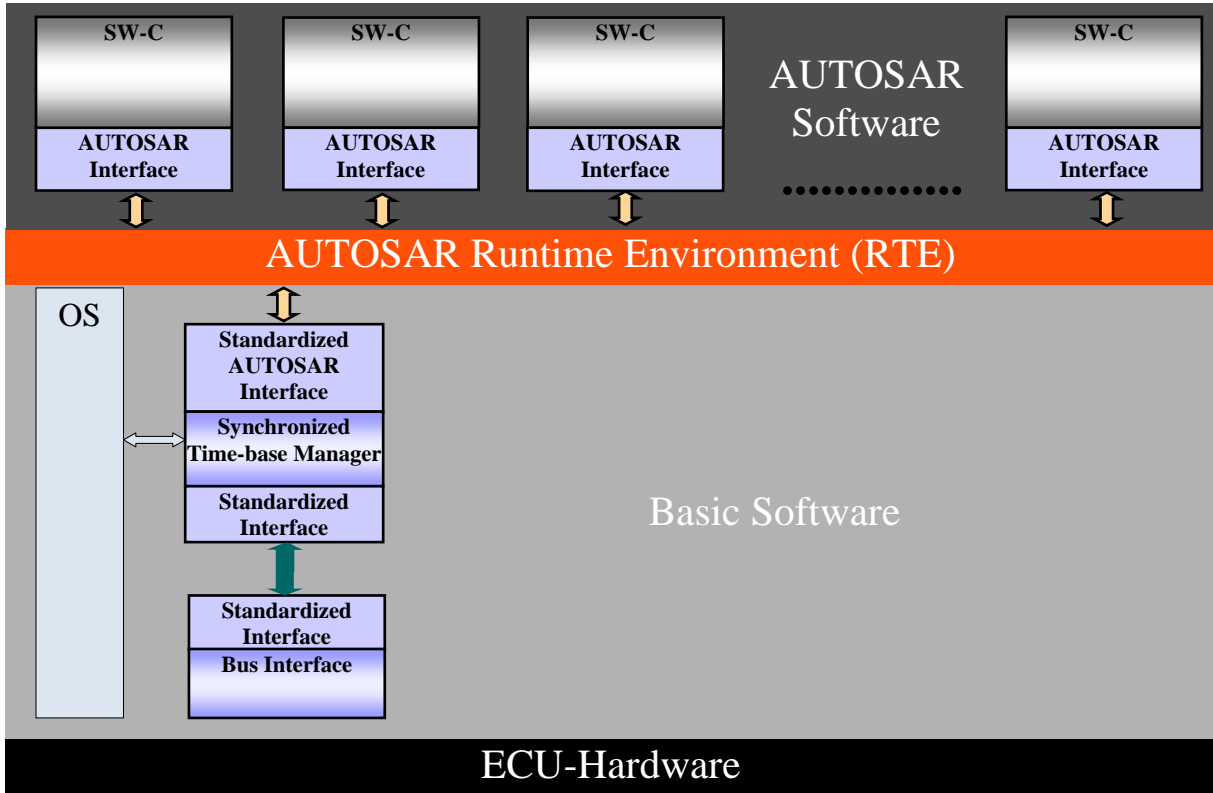 SW-C
SW-C
SW-C
SW-C
AUTOSAR
Software
AUTOSAR
Interface
AUTOSAR
Interface
AUTOSAR
Interface
AUTOSAR
Interface
AUTOSAR Runtime Environment (RTE)
OS
Standardized
AUTOSAR
Interface
Synchronized
Time-base Manager
Standardized
Interface
Basic Software
Standardized
Interface
Bus Interface
ECU-Hardware